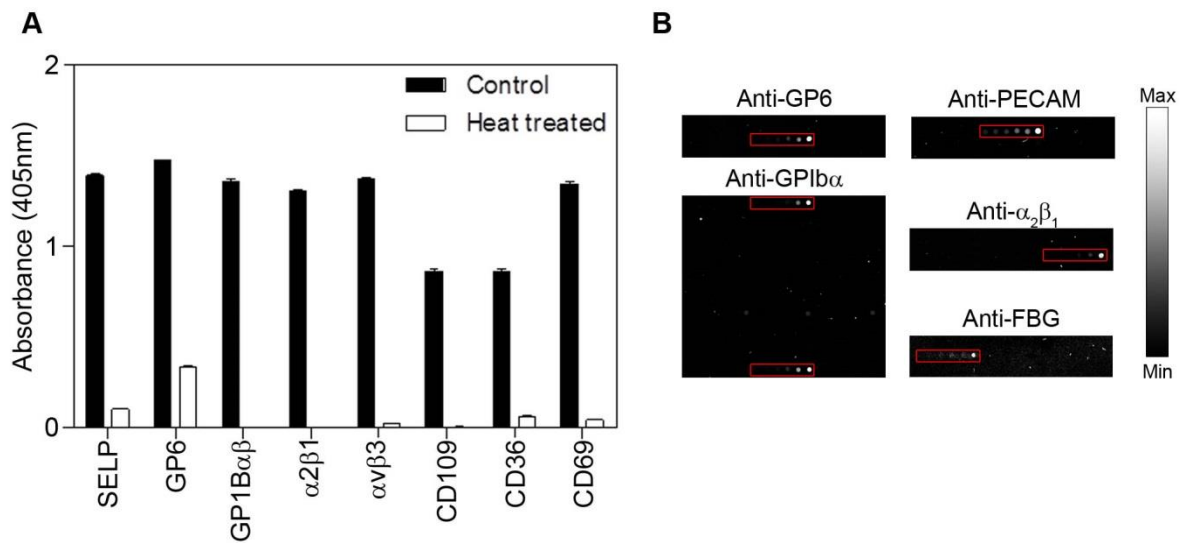 A
Absorbance (405nm)
2
1
0
Control
Heat treated
SELP
GP6
GP1Bαβ
α2β1
αvβ3
CD109
CD36
CD69
B
Anti-GP6
Anti-PECAM
Anti-GPIbα
Anti-α₂β₁
Anti-FBG
Max
Min